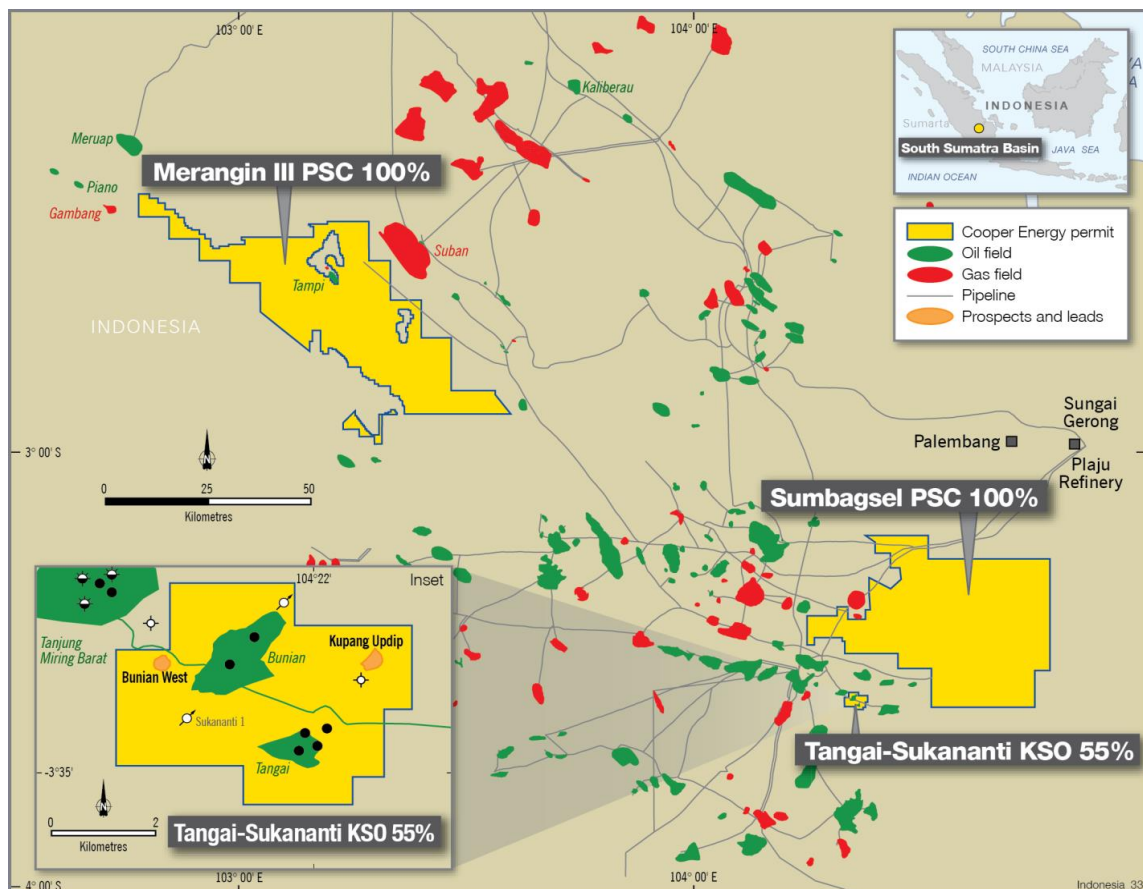 103° 00' E
104° 00' E
Kaliberau
Meruap
Merangin III PSC 100%
Piano
Gambang
Suban
Tampi
INDONESIA
SOUTH CHINA SEA
MALAYSIA
INDONESIA
Sumarta
South Sumatra Basin
JAVA SEA
INDIAN OCEAN
Cooper Energy permit
Oil field
Gas field
Pipeline
Prospects and leads
3° 00' S
N
0 25 50
Kilometres
Palembang
Sungai
Gerong
Plaju
Refinery
Sumbagsel PSC 100%
Tangai-Sukananti KSO 55%
104°22
Inset
Tanjung
Miring Barat
Bunian
Kupang Updip
Bunian West
Sukananti 1
Tangai
-3°35
N
0 2
Kilometres
Tangai-Sukananti KSO 55%
4° 00' S
103° 00' E
104° 00' E